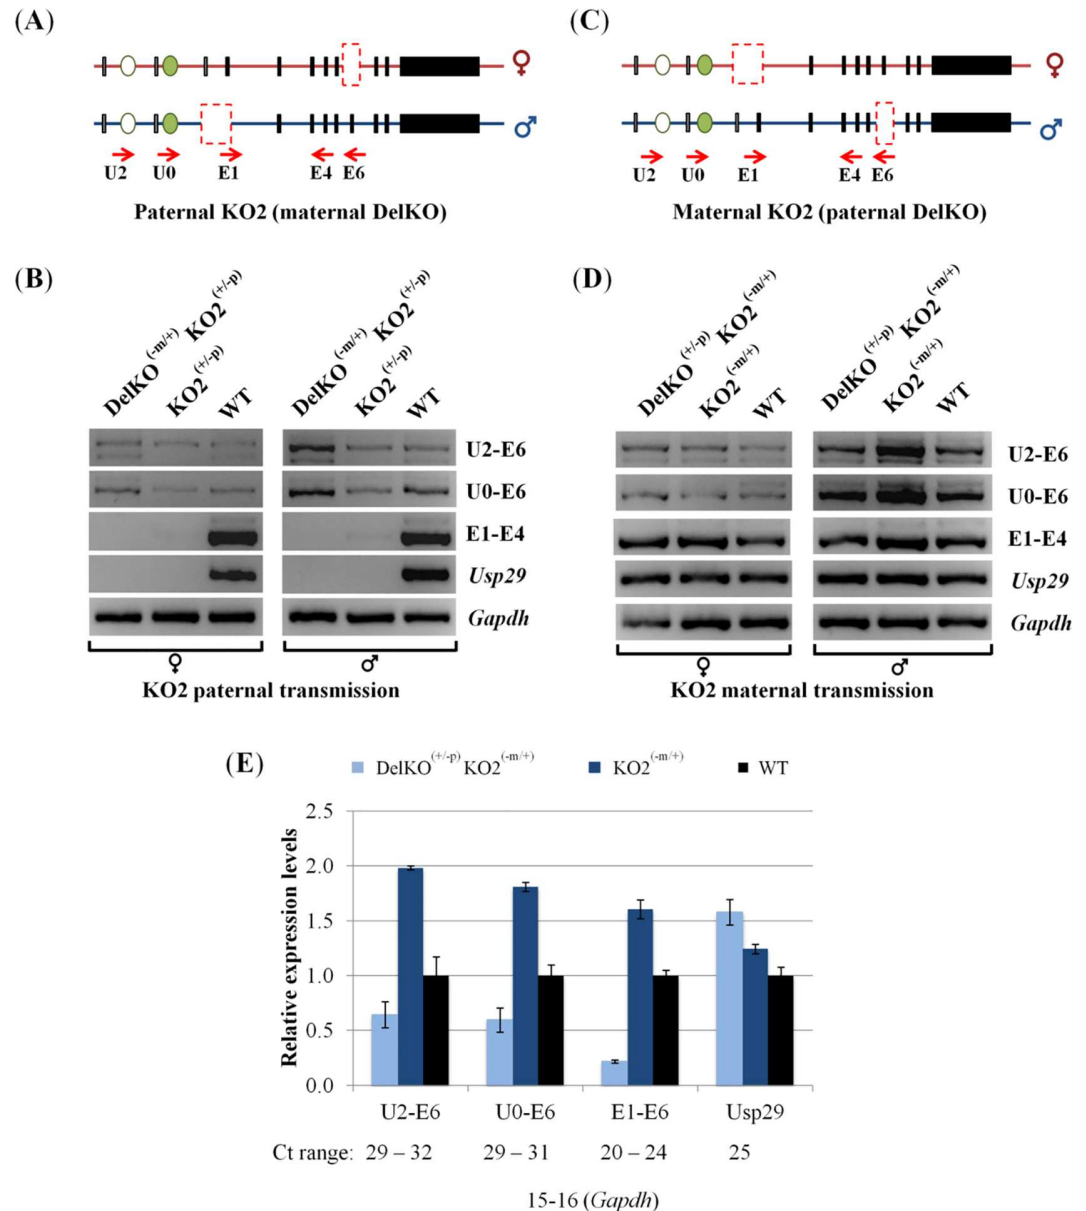 (A)
♀
♂
U2 U0 E1 E4 E6
Paternal KO2 (maternal DelKO)
(C)
♀
♂
U2 U0 E1 E4 E6
Maternal KO2 (paternal DelKO)
(B)
DelKO(-m/+) KO2(+/-p)
KO2(+/-p)
WT
DelKO(-m/+) KO2(+/-p)
KO2(+/-p)
WT
U2-E6
U0-E6
E1-E4
Usp29
Gapdh
♀ ♂
KO2 paternal transmission
(D)
DelKO(+/-p) KO2(-m/+)
KO2(-m/+)
WT
DelKO(+/-p) KO2(-m/+)
KO2(-m/+)
WT
U2-E6
U0-E6
E1-E4
Usp29
Gapdh
♀ ♂
KO2 maternal transmission
(E)
DelKO(+/-p) KO2(-m/+) KO2(-m/+) WT
Relative expression levels
2.5
2.0
1.5
1.0
0.5
0.0
U2-E6 U0-E6 E1-E6 Usp29
Ct range: 29 – 32 29 – 31 20 – 24 25
15-16 (Gapdh)